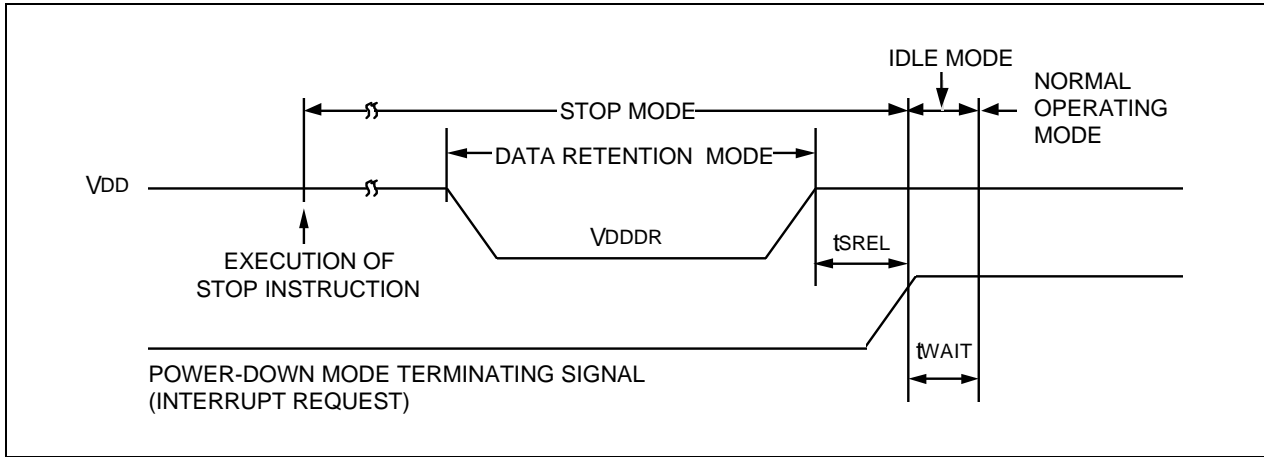 IDLE MODE
NORMAL
OPERATING
MODE
STOP MODE
DATA RETENTION MODE
VDD
VDDDR
tSREL
EXECUTION OF
STOP INSTRUCTION
tWAIT
POWER-DOWN MODE TERMINATING SIGNAL
(INTERRUPT REQUEST)